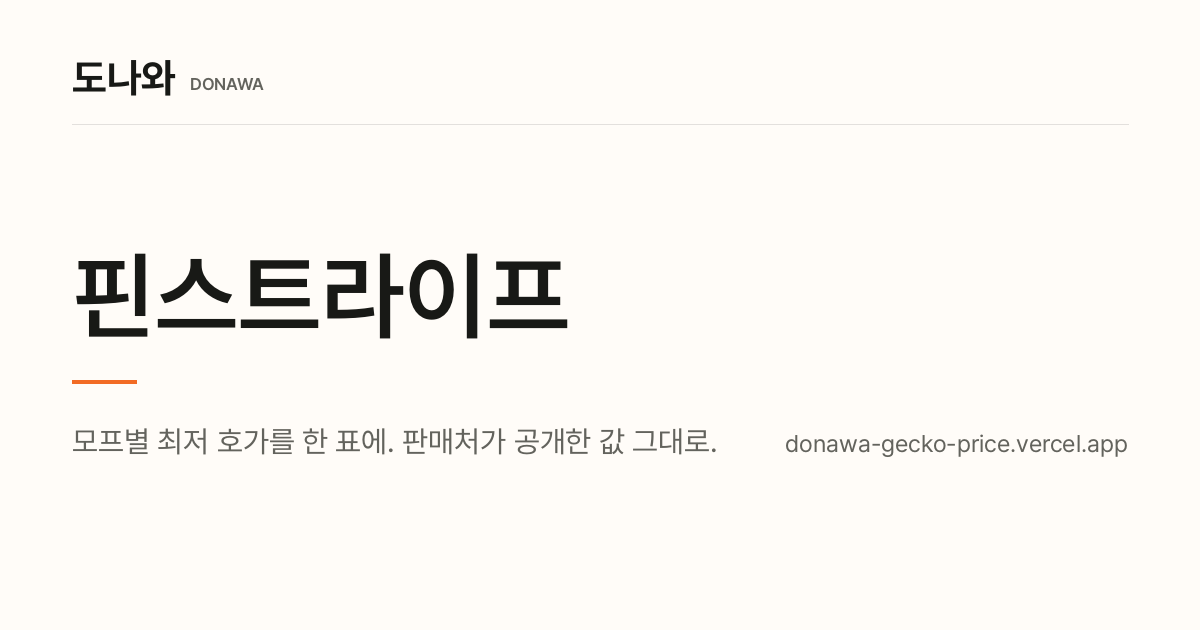 도나와 DONAWA
핀스트라이프
모프별 최저 호가를 한 표에. 판매처가 공개한 값 그대로. donawa-gecko-price.vercel.app